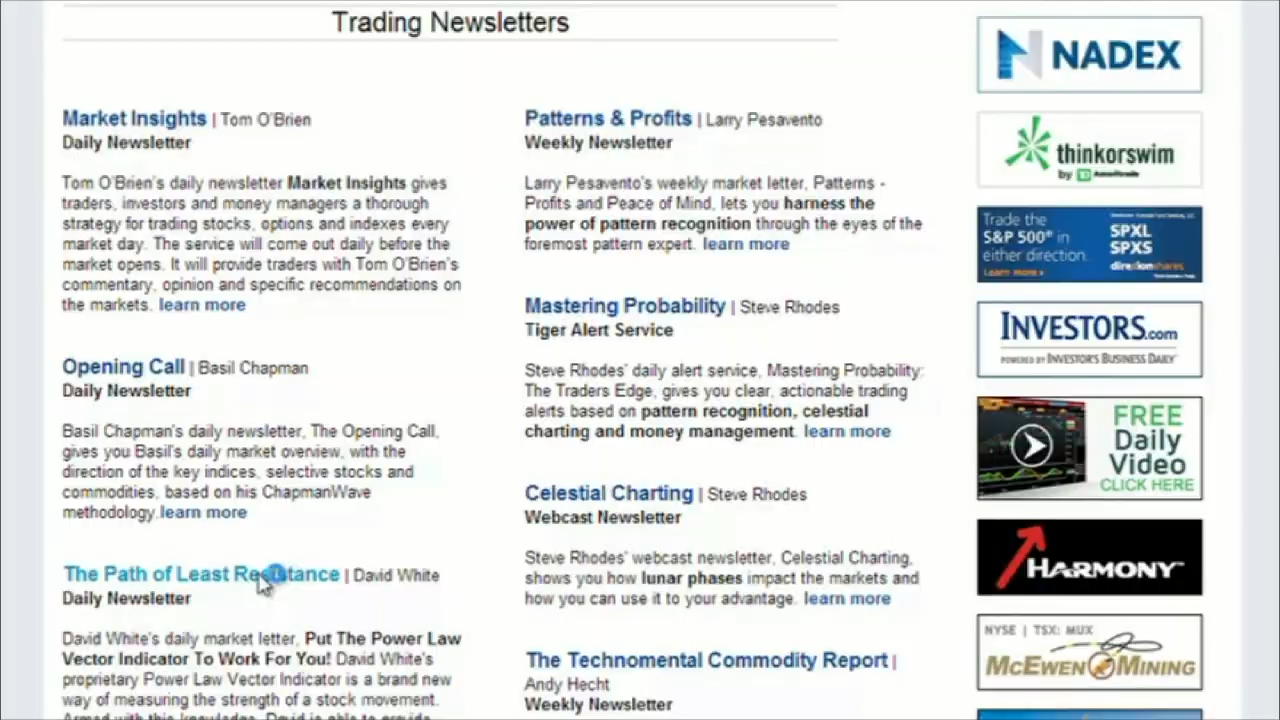 Trading Newsletters
Market Insights | Tom O'Brien
Daily Newsletter
Tom O'Brien's daily newsletter Market Insights gives
traders, investors and money managers a thorough
strategy for trading stocks, options and indexes every
market day. The service will come out daily before the
market opens. It will provide traders with Tom O'Brien's
commentary, opinion and specific recommendations on
the markets. learn more
Opening Call | Basil Chapman
Daily Newsletter
Basil Chapman's daily newsletter, The Opening Call,
gives you Basil's daily market overview, with the
direction of the key indices, selective stocks and
commodities, based on his ChapmanWave
methodology.learn more
The Path of Least Resistance | David White
Daily Newsletter
David White's daily market letter, Put The Power Law
Vector Indicator To Work For You! David White's
proprietary Power Law Vector Indicator is a brand new
way of measuring the strength of a stock movement.
Patterns & Profits | Larry Pesavento
Weekly Newsletter
Larry Pesavento's weekly market letter, Patterns -
Profits and Peace of Mind, lets you harness the
power of pattern recognition through the eyes of the
foremost pattern expert. learn more
Mastering Probability | Steve Rhodes
Tiger Alert Service
Steve Rhodes' daily alert service, Mastering Probability:
The Traders Edge, gives you clear, actionable trading
alerts based on pattern recognition, celestial
charting and money management. learn more
Celestial Charting | Steve Rhodes
Webcast Newsletter
Steve Rhodes' webcast newsletter, Celestial Charting,
shows you how lunar phases impact the markets and
how you can use it to your advantage. learn more
The Technomental Commodity Report |
Andy Hecht
Weekly Newsletter
NADEX
thinkorswim
by TD Ameritrade
Trade the
S&P 500® in
either direction.
Learn more
SPXL
SPXS
direxionshares
INVESTORS.com
POWERED BY INVESTOR'S BUSINESS DAILY
FREE
Daily
Video
CLICK HERE
HARMONY
NYSE | TSX: MUX
MCEWEN MINING